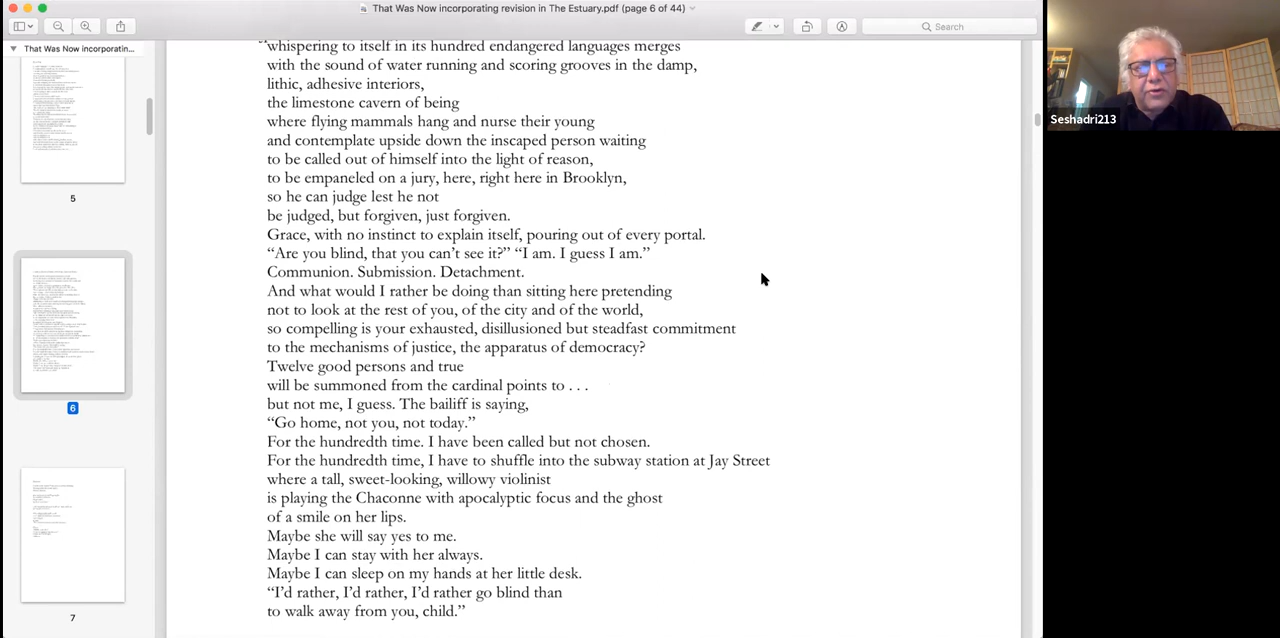 That Was Now incorporating revision in The Estuary.pdf (page 6 of 44)
Search
That Was Now incorporatin...
5
6
7
whispering to itself in its hundred endangered languages merges
with the sound of water running and scoring grooves in the damp,
lithic, massive interiors,
the limestone cavern of being
where winged mammals hang and nurse their young
and contemplate upside down the escaped person waiting
to be called out of himself into the light of reason,
to be empaneled on a jury, here, right here in Brooklyn,
so he can judge lest he not
be judged, but forgiven, just forgiven.
Grace, with no instinct to explain itself, pouring out of every portal.
“Are you blind, that you can’t see it?” “I am. I guess I am.”
Commotion. Submission. Detachment.
And why would I rather be deaf than sitting here pretending
not to hear the rest of you, of the city and of the world,
so confusing is your exhausted, disillusioned but steadfast commitment
to the mechanisms of justice, the apparatus of democracy?
Twelve good persons and true
will be summoned from the cardinal points to . . .
but not me, I guess. The bailiff is saying,
“Go home, not you, not today.”
For the hundredth time. I have been called but not chosen.
For the hundredth time, I have to shuffle into the subway station at Jay Street
where a tall, sweet-looking, willowy violinist
is playing the Chaconne with apocalyptic focus and the ghost
of a smile on her lips.
Maybe she will say yes to me.
Maybe I can stay with her always.
Maybe I can sleep on my hands at her little desk.
“I’d rather, I’d rather, I’d rather go blind than
to walk away from you, child.”
Seshadri213